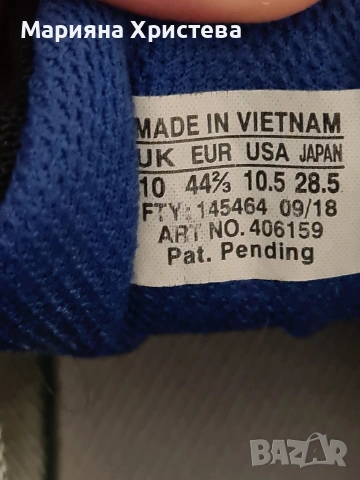 Марияна Христева
MADE IN VIETNAM
UK EUR USA JAPAN
10 44⅔ 10.5 28.5
FTY: 145464 09/18
ART NO. 406159
Pat. Pending
BAZAR